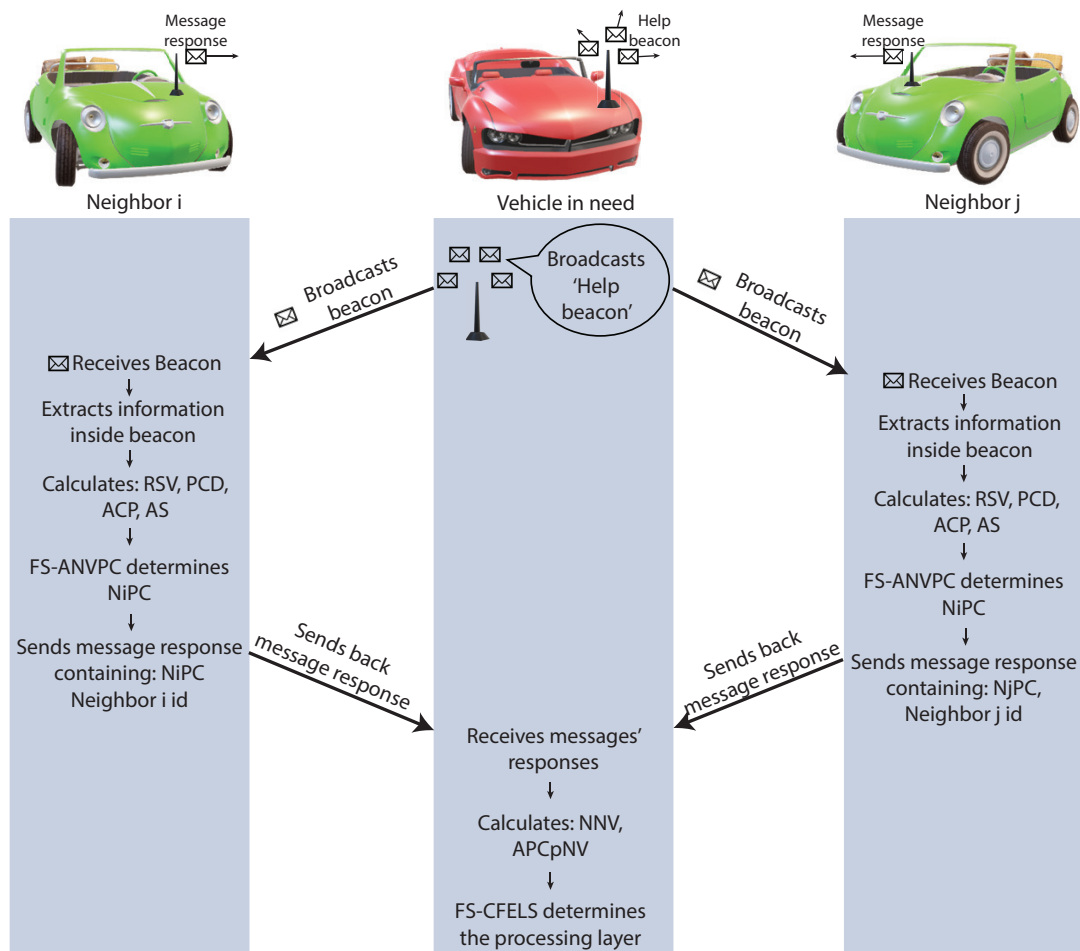 Message
response
Help
beacon
Message
response
Neighbor i
Vehicle in need
Neighbor j
Broadcasts
beacon
Broadcasts
'Help
beacon'
Broadcasts
beacon
Receives Beacon
Extracts information
inside beacon
Calculates: RSV, PCD,
ACP, AS
FS-ANVPC determines
NiPC
Sends message response
containing: NiPC
Neighbor i id
Receives Beacon
Extracts information
inside beacon
Calculates: RSV, PCD,
ACP, AS
FS-ANVPC determines
NiPC
Sends message response
containing: NjPC,
Neighbor j id
Sends back
message response
Sends back
message response
Receives messages’
responses
Calculates: NNV,
APCpNV
FS-CFELS determines
the processing layer